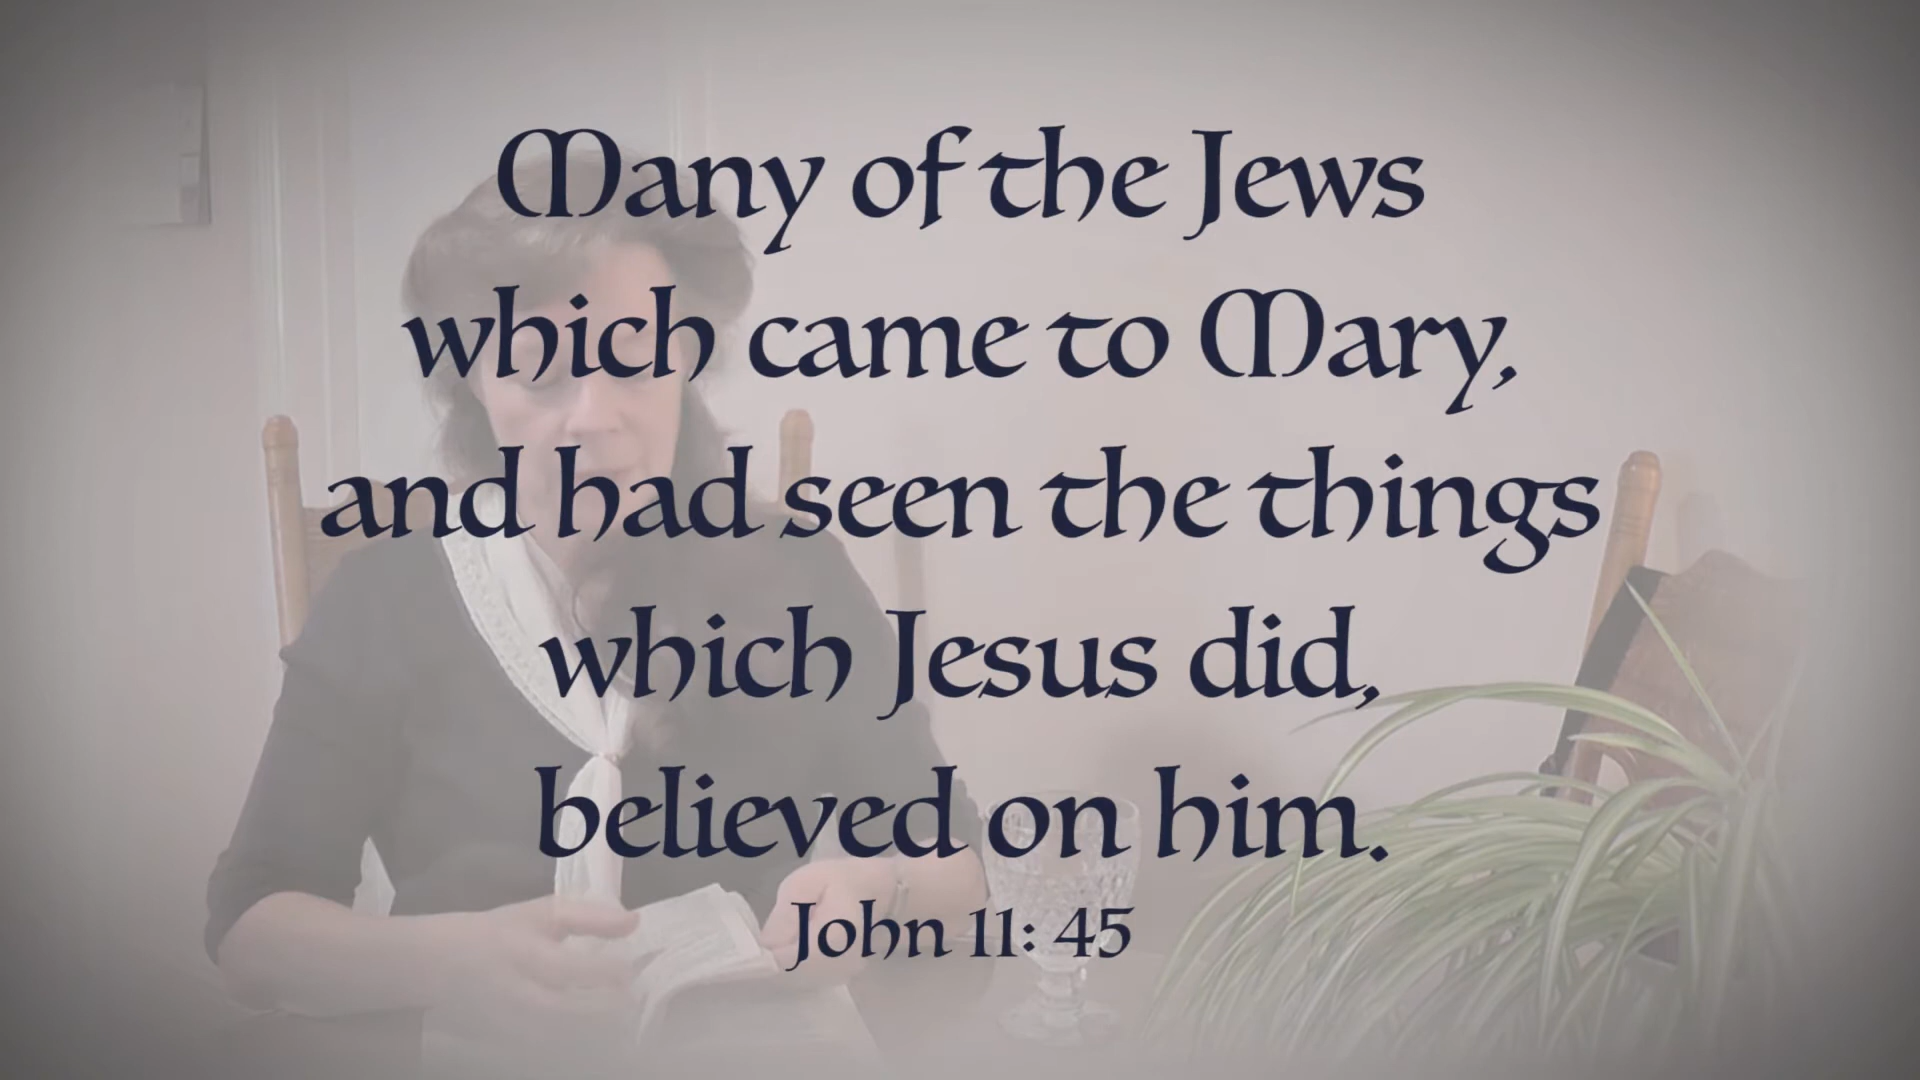 Many of the Jews
which came to Mary,
and had seen the things
which Jesus did,
believed on him.
John 11: 45